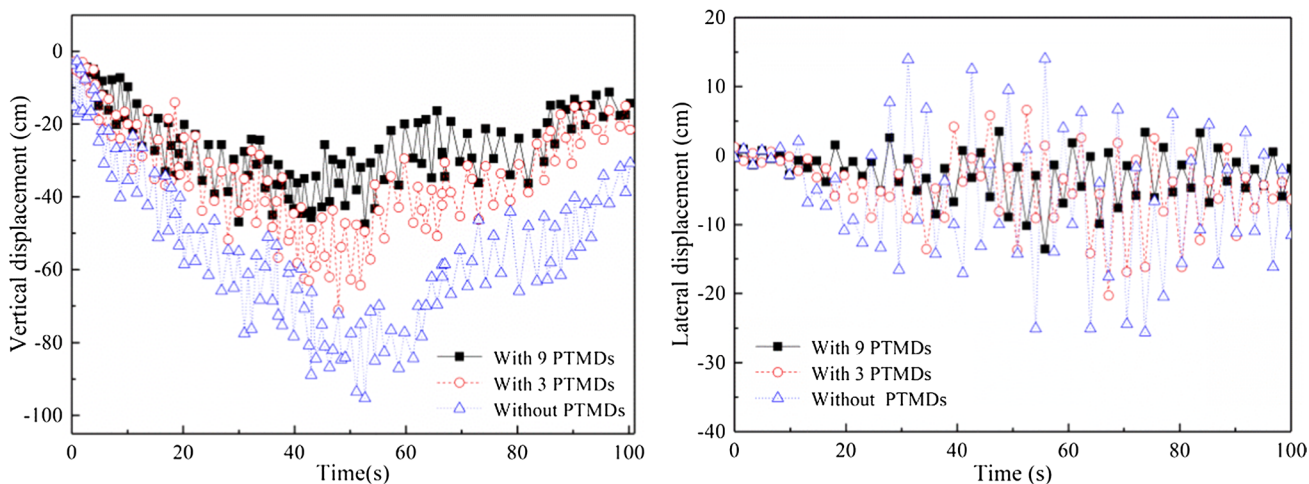 Vertical displacement (cm)
0
-20
-40
-60
-80
-100
0
20
40
60
80
100
Time(s)
With 9 PTMDs
With 3 PTMDs
Without PTMDs
Lateral displacement (cm)
20
10
0
-10
-20
-30
-40
0
20
40
60
80
100
Time (s)
With 9 PTMDs
With 3 PTMDs
Without PTMDs